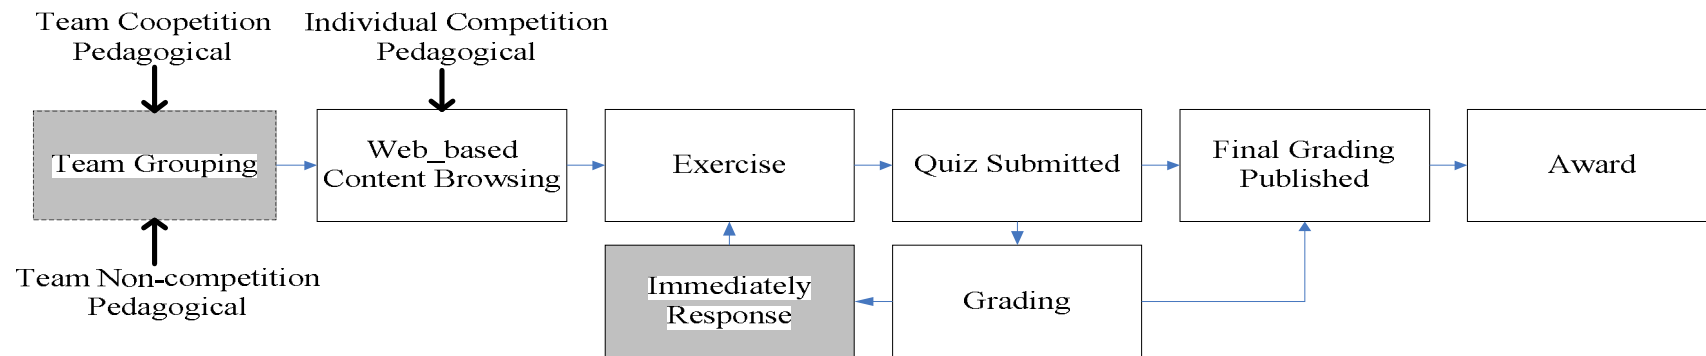 Team Coopetition
Pedagogical
Individual Competition
Pedagogical
Team Grouping
Web_based
Content Browsing
Exercise
Quiz Submitted
Final Grading
Published
Award
Team Non-competition
Pedagogical
Immediately
Response
Grading